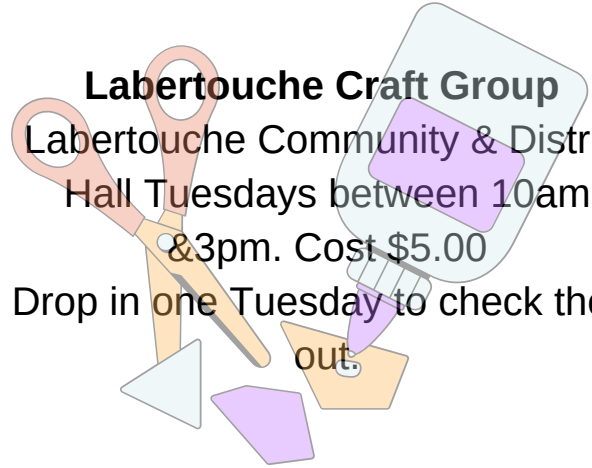 Labertouche Craft Group
Labertouche Community & Distr
Hall Tuesdays between 10am
&3pm. Cost $5.00
Drop in one Tuesday to check the
out.